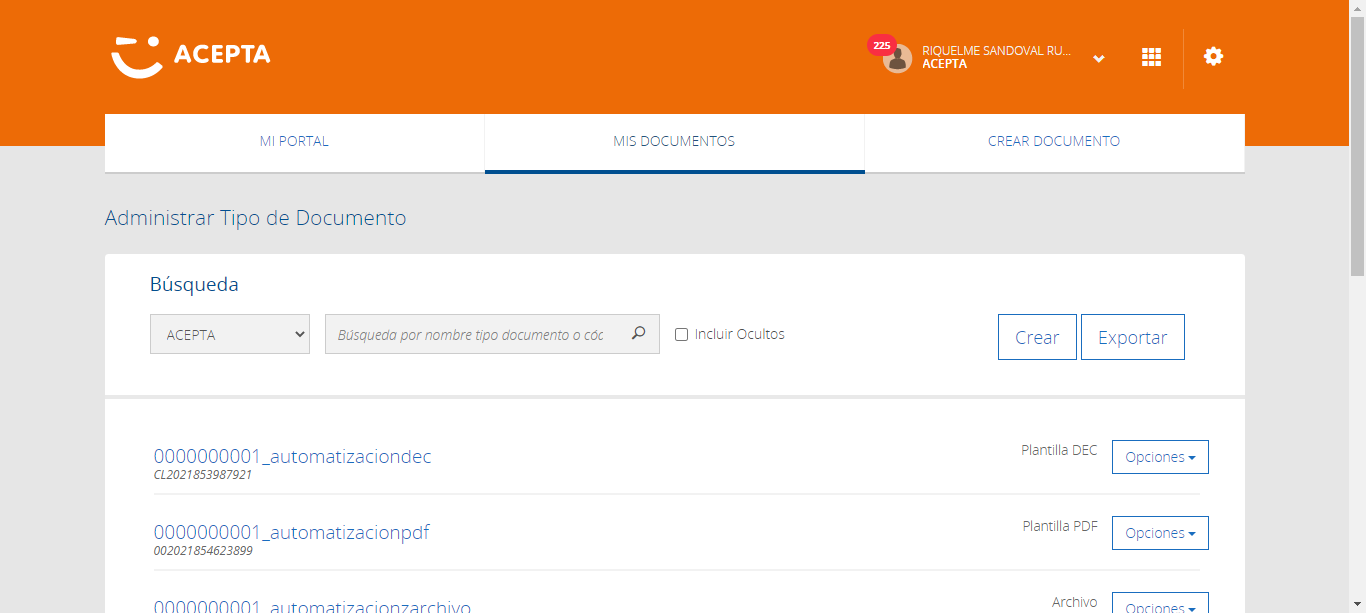 ACEPTA
225
RIQUELME SANDOVAL RU...
ACEPTA
MI PORTAL
MIS DOCUMENTOS
CREAR DOCUMENTO
Administrar Tipo de Documento
Búsqueda
ACEPTA
Búsqueda por nombre tipo documento o cóc
Incluir Ocultos
Crear
Exportar
0000000001_automatizaciondec
CL2021853987921
Plantilla DEC
Opciones
0000000001_automatizacionpdf
002021854623899
Plantilla PDF
Opciones
0000000001_automatizacionzarchivo
Archivo
Opciones